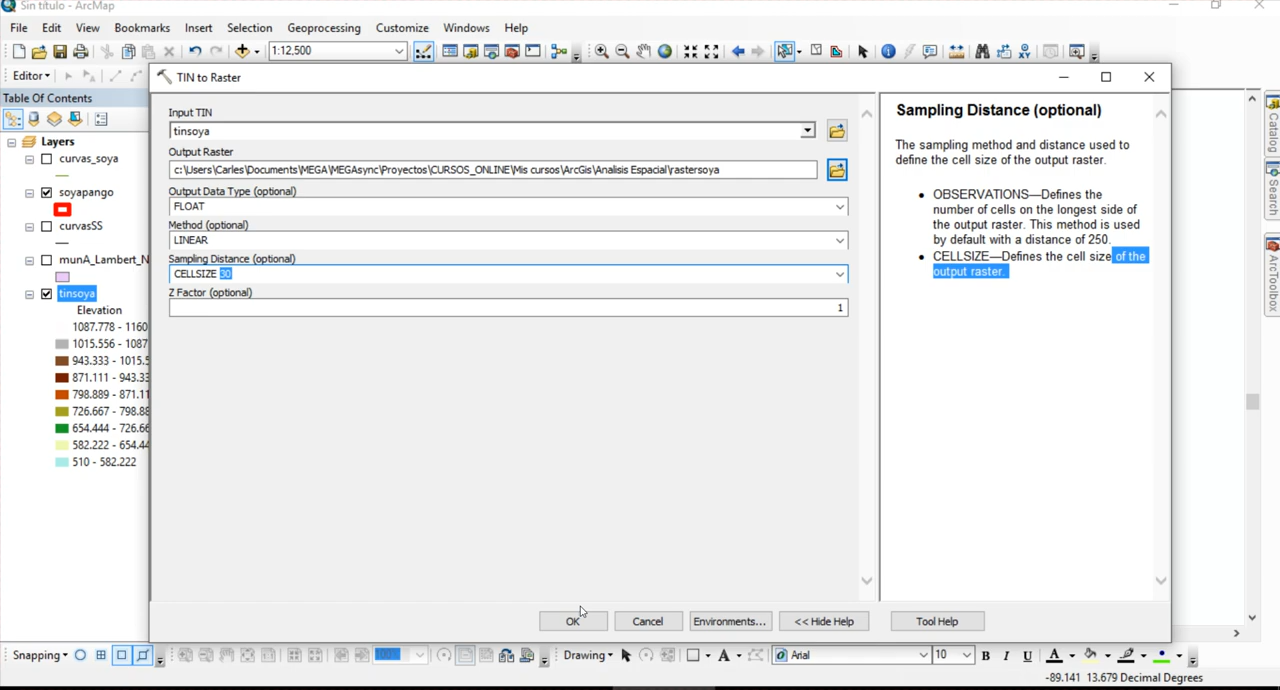 Sin título - ArcMap
File Edit View Bookmarks Insert Selection Geoprocessing Customize Windows Help
1:12,500
Editor
TIN to Raster
Table Of Contents
Layers
curvas_soya
soyapango
curvasSS
munA_Lambert_N
tinsoya
Elevation
1087.778 - 1160
1015.556 - 1087
943.333 - 1015.5
871.111 - 943.33
798.889 - 871.11
726.667 - 798.88
654.444 - 726.66
582.222 - 654.44
510 - 582.222
Input TIN
tinsoya
Output Raster
c:\Users\Carles\Documents\MEGA\MEGAsync\Proyectos\CURSOS_ONLINE\Mis cursos\ArcGis\Analisis Espacial\rastersoya
Output Data Type (optional)
FLOAT
Method (optional)
LINEAR
Sampling Distance (optional)
CELLSIZE 30
Z Factor (optional)
1
Sampling Distance (optional)
The sampling method and distance used to
define the cell size of the output raster.
• OBSERVATIONS—Defines the
number of cells on the longest side of
the output raster. This method is used
by default with a distance of 250.
• CELLSIZE—Defines the cell size of the
output raster.
OK Cancel Environments... << Hide Help Tool Help
Catalog
Search
ArcToolbox
Snapping
Drawing A Arial 10 B I U A
-89.141 13.679 Decimal Degrees